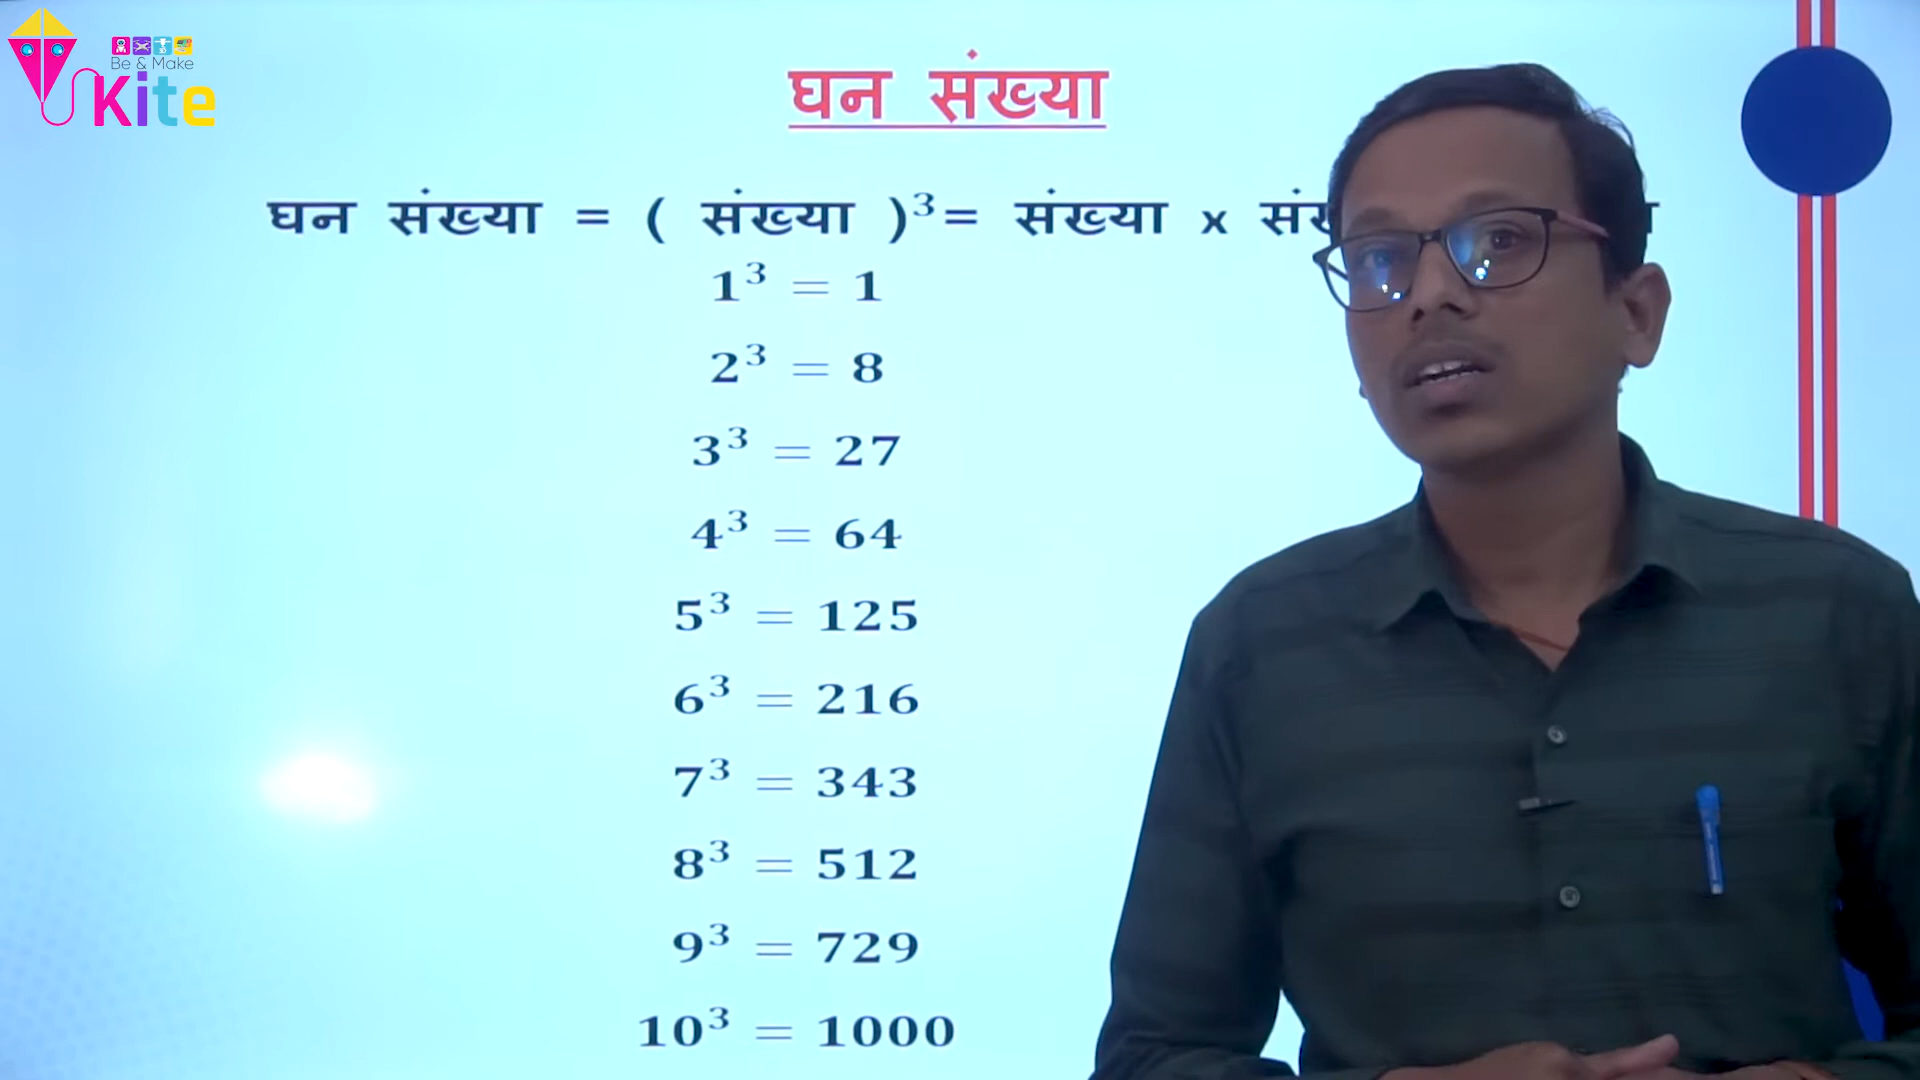 Be & Make
Kite
घन संख्या
घन संख्या = ( संख्या )³ = संख्या x
1³ = 1
2³ = 8
3³ = 27
4³ = 64
5³ = 125
6³ = 216
7³ = 343
8³ = 512
9³ = 729
10³ = 1000